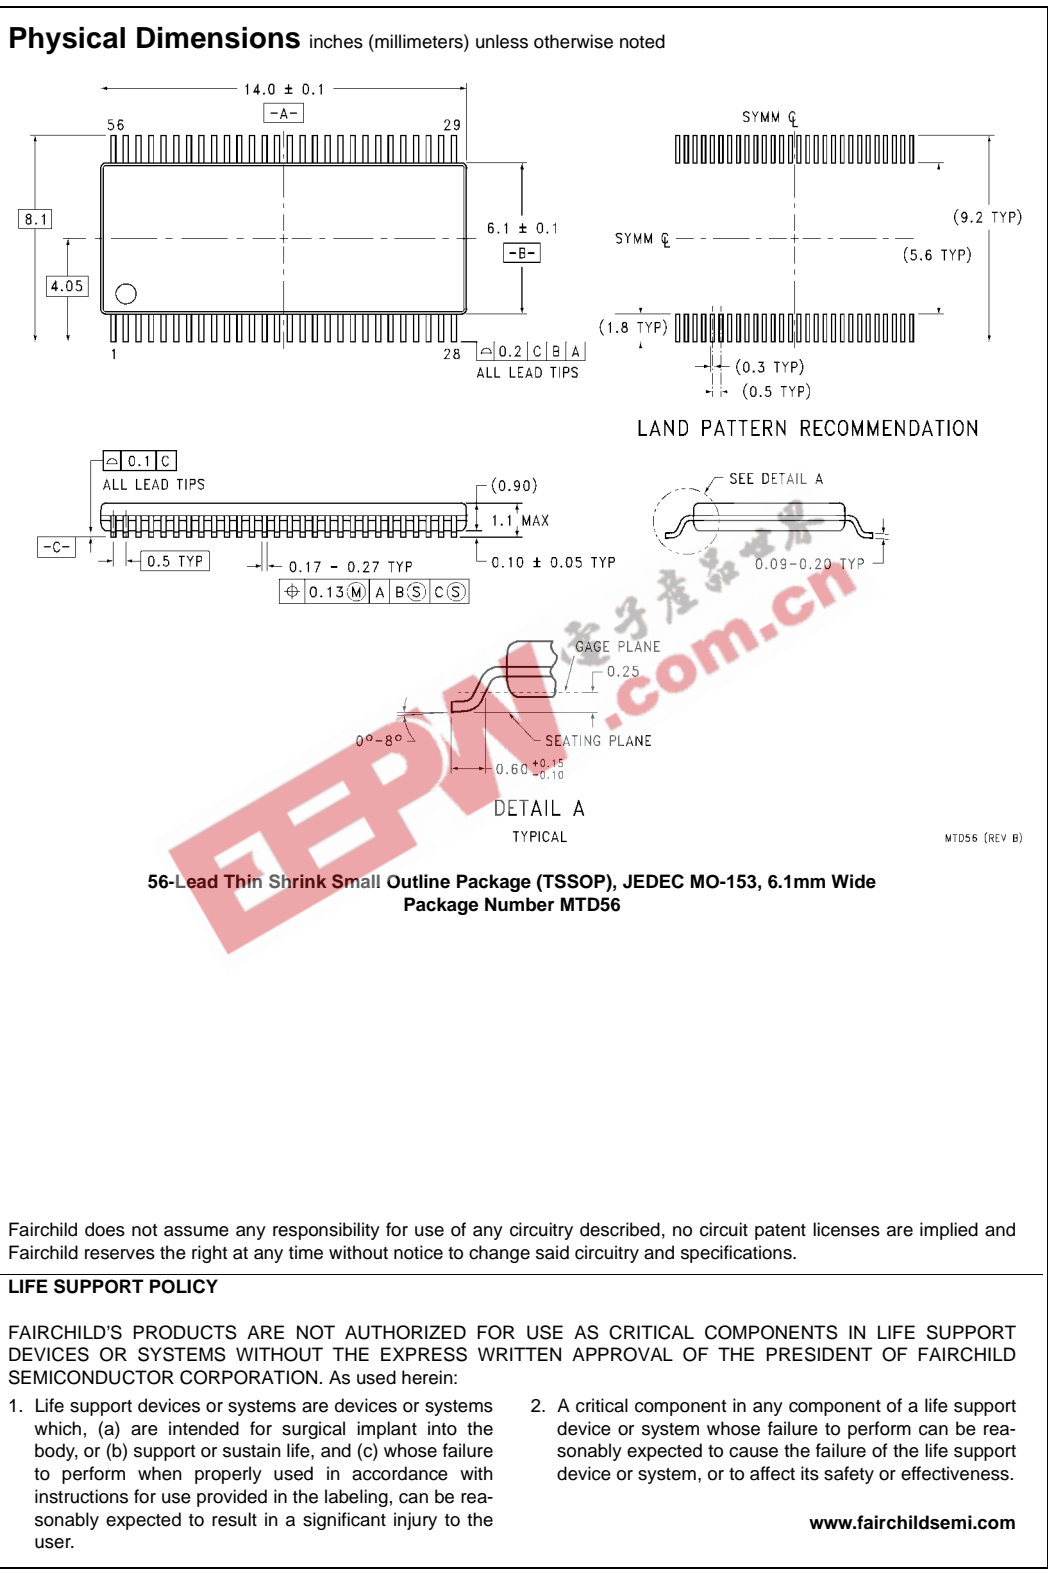 Physical Dimensions inches (millimeters) unless otherwise noted
14.0 ± 0.1
-A-
56
29
8.1
4.05
6.1 ± 0.1
-B-
1
28
⌓ 0.2 C B A
ALL LEAD TIPS
SYMM ℄
SYMM ℄
(9.2 TYP)
(5.6 TYP)
(1.8 TYP)
(0.3 TYP)
(0.5 TYP)
LAND PATTERN RECOMMENDATION
⌓ 0.1 C
ALL LEAD TIPS
(0.90)
1.1 MAX
-C-
0.5 TYP
0.17 - 0.27 TYP
0.10 ± 0.05 TYP
⌖ 0.13 Ⓜ A B Ⓢ C Ⓢ
SEE DETAIL A
0.09-0.20 TYP
GAGE PLANE
0.25
0°-8°
SEATING PLANE
0.60 +0.15 -0.10
DETAIL A
TYPICAL
MTD56 (REV B)
EEPW .com.cn
電子產品世界
56-Lead Thin Shrink Small Outline Package (TSSOP), JEDEC MO-153, 6.1mm Wide
Package Number MTD56
Fairchild does not assume any responsibility for use of any circuitry described, no circuit patent licenses are implied and
Fairchild reserves the right at any time without notice to change said circuitry and specifications.
LIFE SUPPORT POLICY
FAIRCHILD'S PRODUCTS ARE NOT AUTHORIZED FOR USE AS CRITICAL COMPONENTS IN LIFE SUPPORT
DEVICES OR SYSTEMS WITHOUT THE EXPRESS WRITTEN APPROVAL OF THE PRESIDENT OF FAIRCHILD
SEMICONDUCTOR CORPORATION. As used herein:
1. Life support devices or systems are devices or systems
which, (a) are intended for surgical implant into the
body, or (b) support or sustain life, and (c) whose failure
to perform when properly used in accordance with
instructions for use provided in the labeling, can be rea-
sonably expected to result in a significant injury to the
user.
2. A critical component in any component of a life support
device or system whose failure to perform can be rea-
sonably expected to cause the failure of the life support
device or system, or to affect its safety or effectiveness.
www.fairchildsemi.com